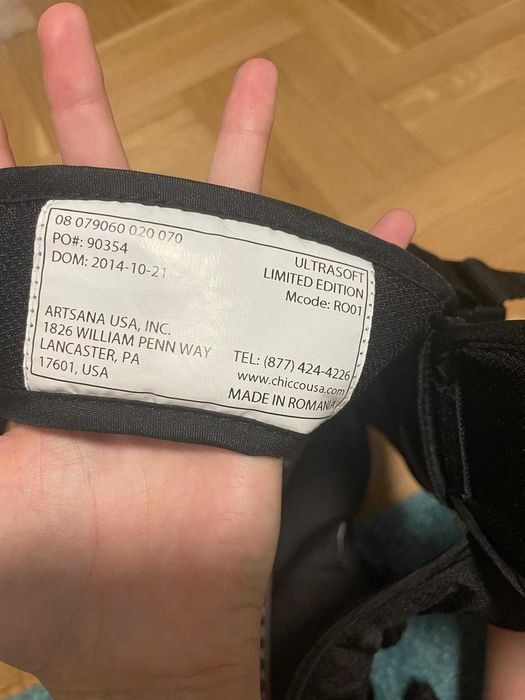 08 079060 020 070
PO#: 90354
DOM: 2014-10-21
ULTRASOFT
LIMITED EDITION
Mcode: RO01
ARTSANA USA, INC.
1826 WILLIAM PENN WAY
LANCASTER, PA
17601, USA
TEL: (877) 424-4226
www.chiccousa.com
MADE IN ROMANIA